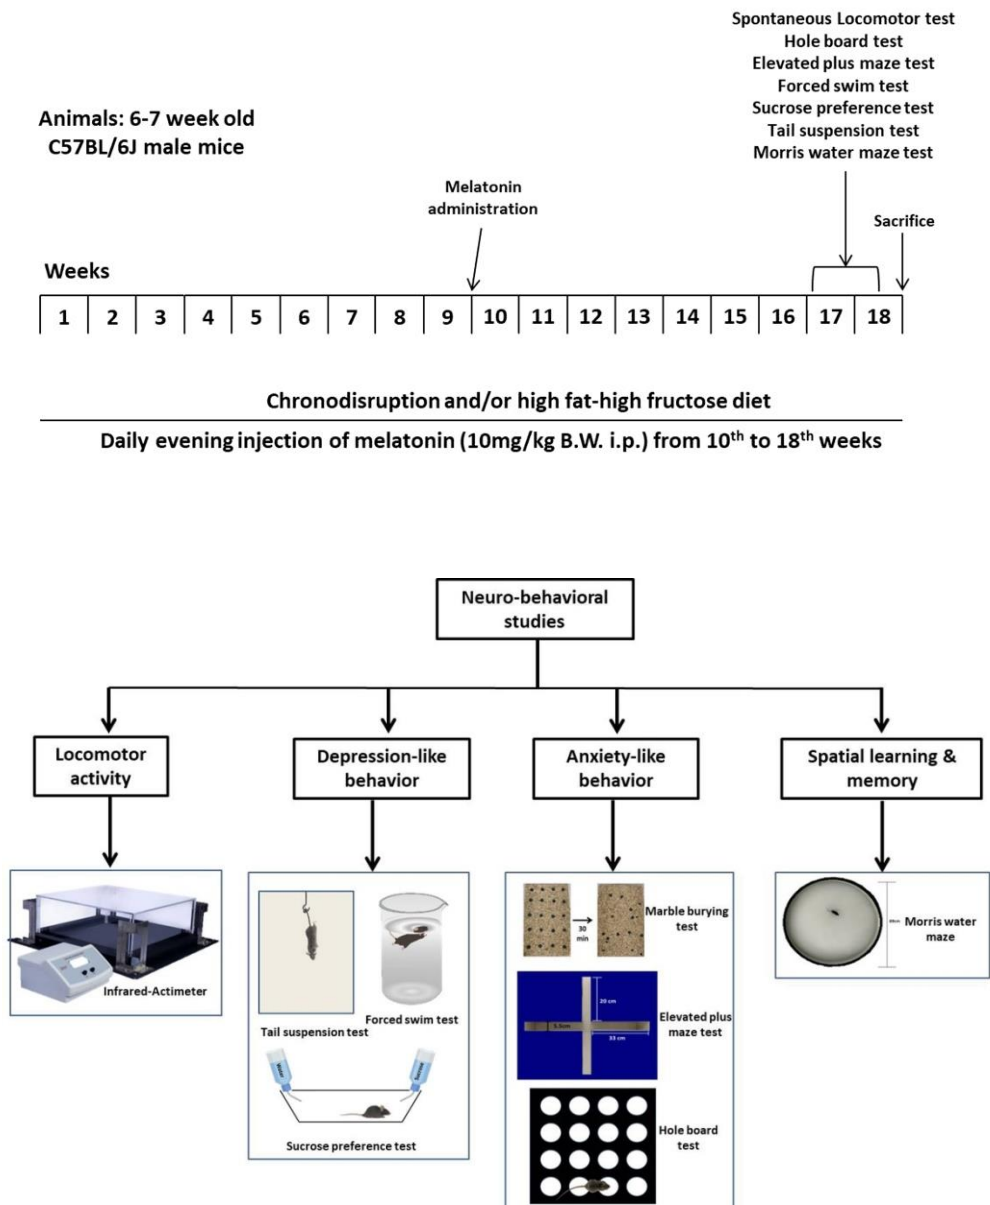 Spontaneous Locomotor test
Hole board test
Elevated plus maze test
Forced swim test
Sucrose preference test
Tail suspension test
Morris water maze test
Animals: 6-7 week old
C57BL/6J male mice
Melatonin
administration
Sacrifice
Weeks
1 2 3 4 5 6 7 8 9 10 11 12 13 14 15 16 17 18
Chronodisruption and/or high fat-high fructose diet
Daily evening injection of melatonin (10mg/kg B.W. i.p.) from 10th to 18th weeks
Neuro-behavioral
studies
Locomotor
activity
Depression-like
behavior
Anxiety-like
behavior
Spatial learning &
memory
Infrared-Actimeter
Tail suspension test
Forced swim test
Water
Sucrose
Sucrose preference test
30
min
Marble burying
test
20 cm
5.5cm
33 cm
Elevated plus
maze test
Hole board
test
Morris water
maze